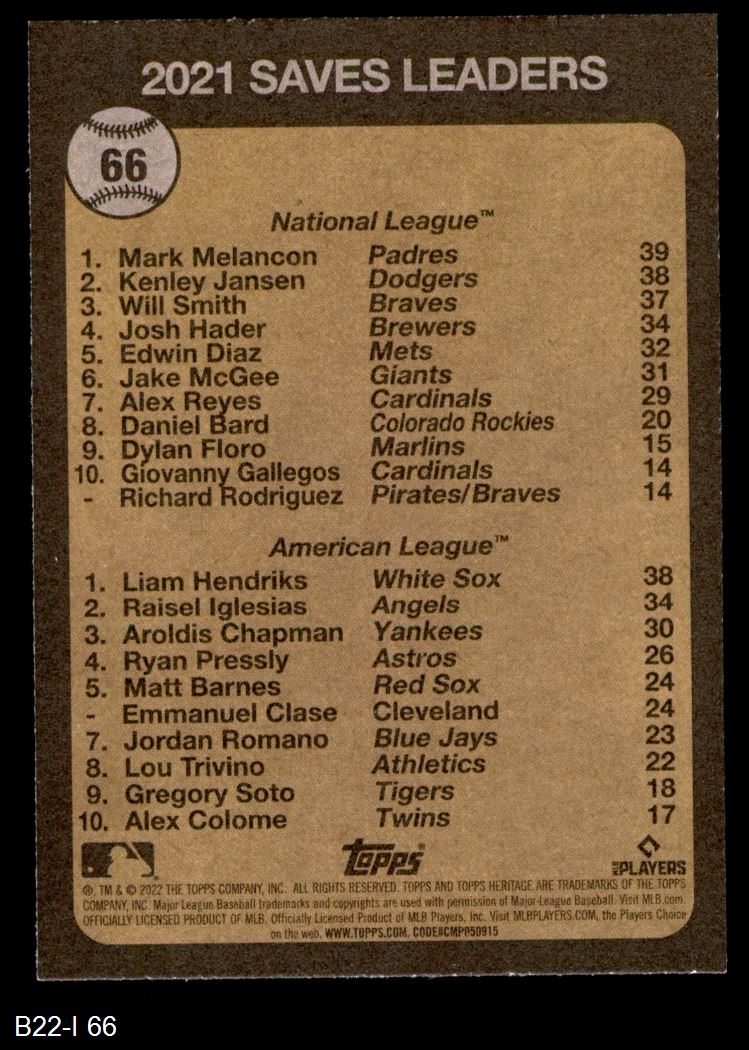 2021 SAVES LEADERS
66
National League™
1. Mark Melancon Padres 39
2. Kenley Jansen Dodgers 38
3. Will Smith Braves 37
4. Josh Hader Brewers 34
5. Edwin Diaz Mets 32
6. Jake McGee Giants 31
7. Alex Reyes Cardinals 29
8. Daniel Bard Colorado Rockies 20
9. Dylan Floro Marlins 15
10. Giovanny Gallegos Cardinals 14
- Richard Rodriguez Pirates/Braves 14
American League™
1. Liam Hendriks White Sox 38
2. Raisel Iglesias Angels 34
3. Aroldis Chapman Yankees 30
4. Ryan Pressly Astros 26
5. Matt Barnes Red Sox 24
- Emmanuel Clase Cleveland 24
7. Jordan Romano Blue Jays 23
8. Lou Trivino Athletics 22
9. Gregory Soto Tigers 18
10. Alex Colome Twins 17
Topps MLB PLAYERS
®, TM & © 2022 THE TOPPS COMPANY, INC. ALL RIGHTS RESERVED. TOPPS AND TOPPS HERITAGE ARE TRADEMARKS OF THE TOPPS
COMPANY, INC. Major League Baseball trademarks and copyrights are used with permission of Major League Baseball. Visit MLB.com.
OFFICIALLY LICENSED PRODUCT OF MLB. Officially Licensed Product of MLB Players, Inc. Visit MLBPLAYERS.COM, the Players Choice
on the web. WWW.TOPPS.COM. CODE#CMP050915
B22-I 66